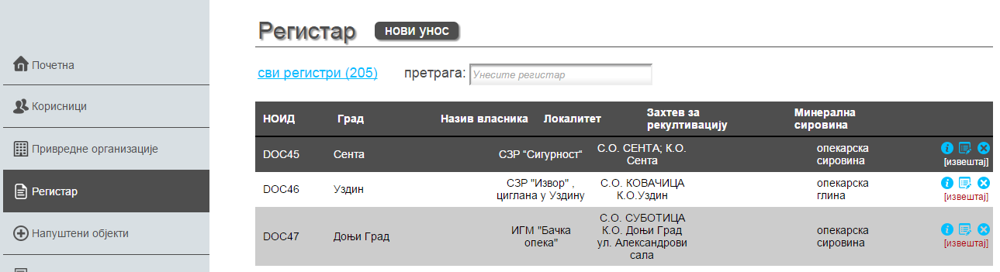 Почетна
Корисници
Привредне организације
Регистар
Напуштени објекти
Регистар нови унос
сви регистри (205) претрага: Унесите регистар
НОИД Град Назив власника Локалитет Захтев за рекултивацију Минерална сировина
DOC45 Сента СЗР "Сигурност" С.О. СЕНТА; К.О. Сента опекарска сировина [извештај]
DOC46 Уздин СЗР "Извор" , циглана у Уздину С.О. КОВАЧИЦА К.О.Уздин опекарска глина [извештај]
DOC47 Доњи Град ИГМ "Бачка опека" С.О. СУБОТИЦА К.О. Доњи Град ул. Александрови сала опекарска сировина [извештај]